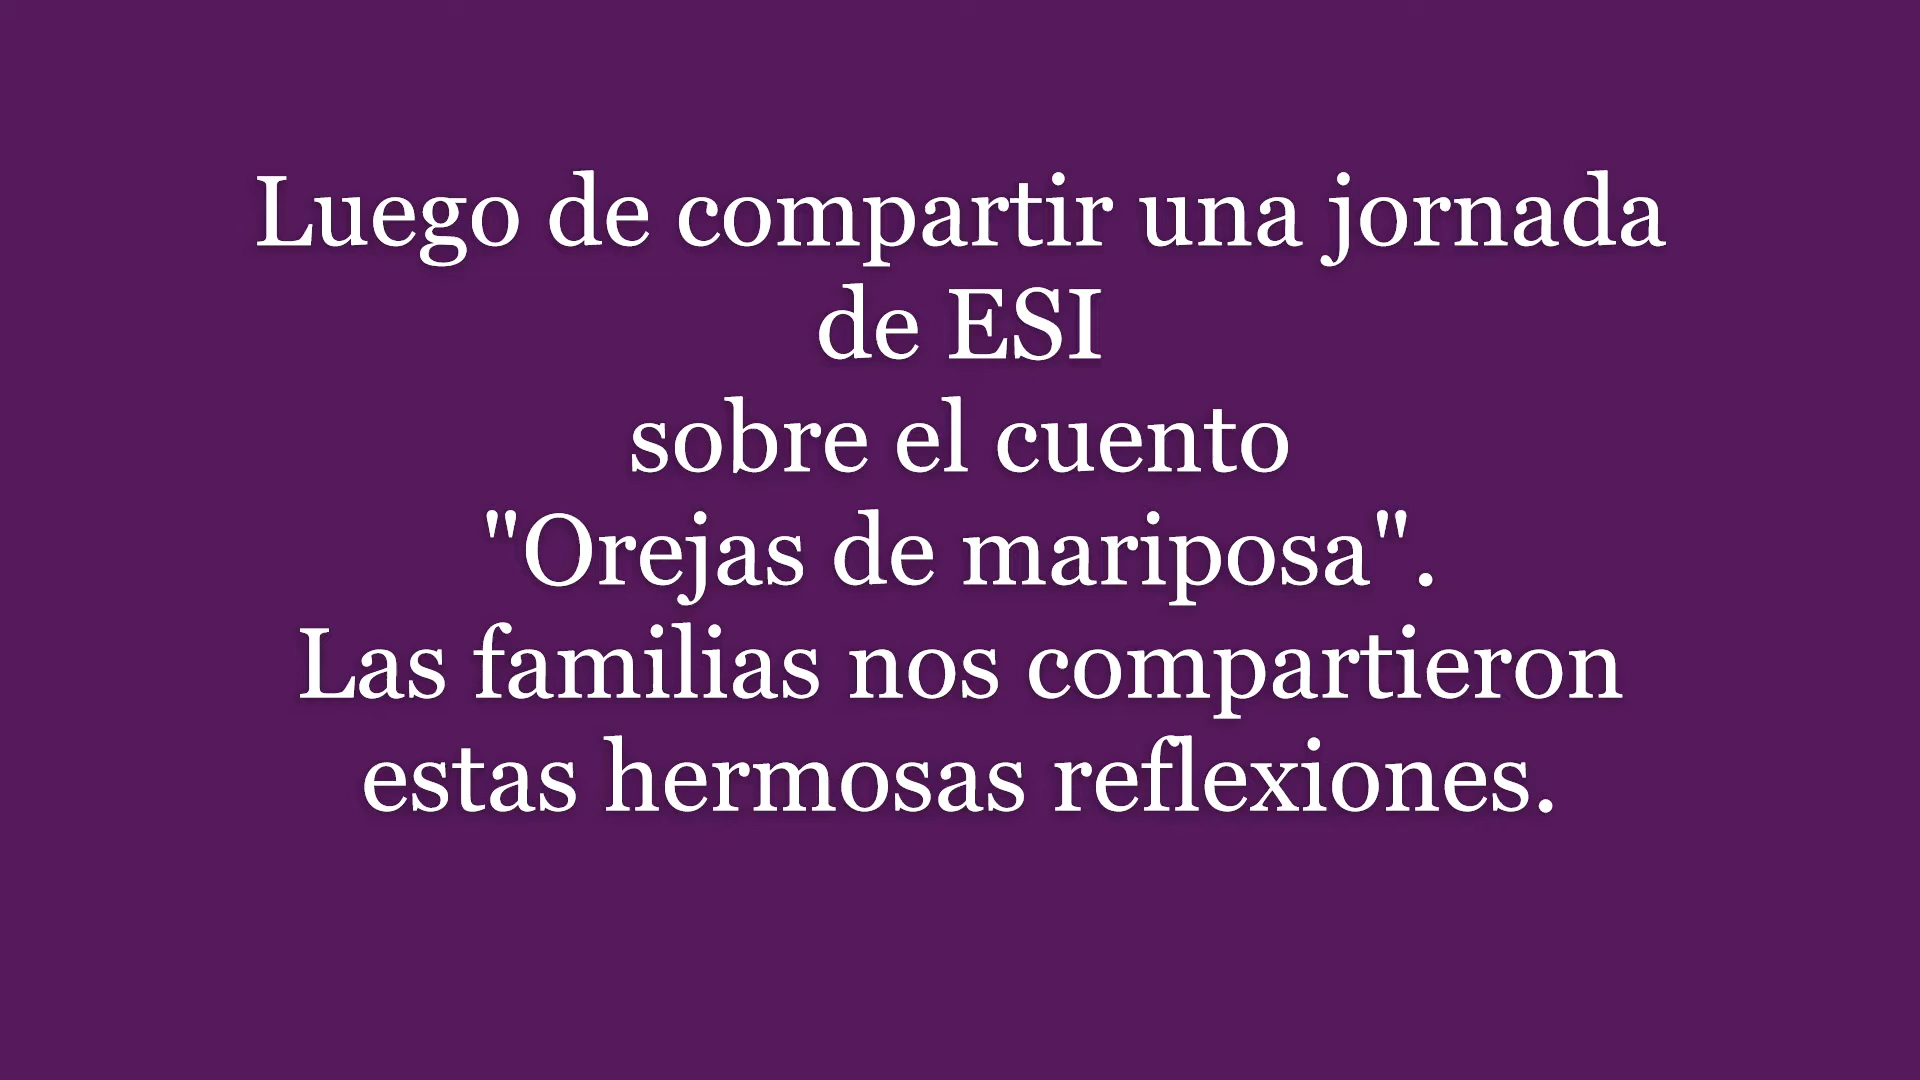 Luego de compartir una jornada
de ESI
sobre el cuento
"Orejas de mariposa".
Las familias nos compartieron
estas hermosas reflexiones.